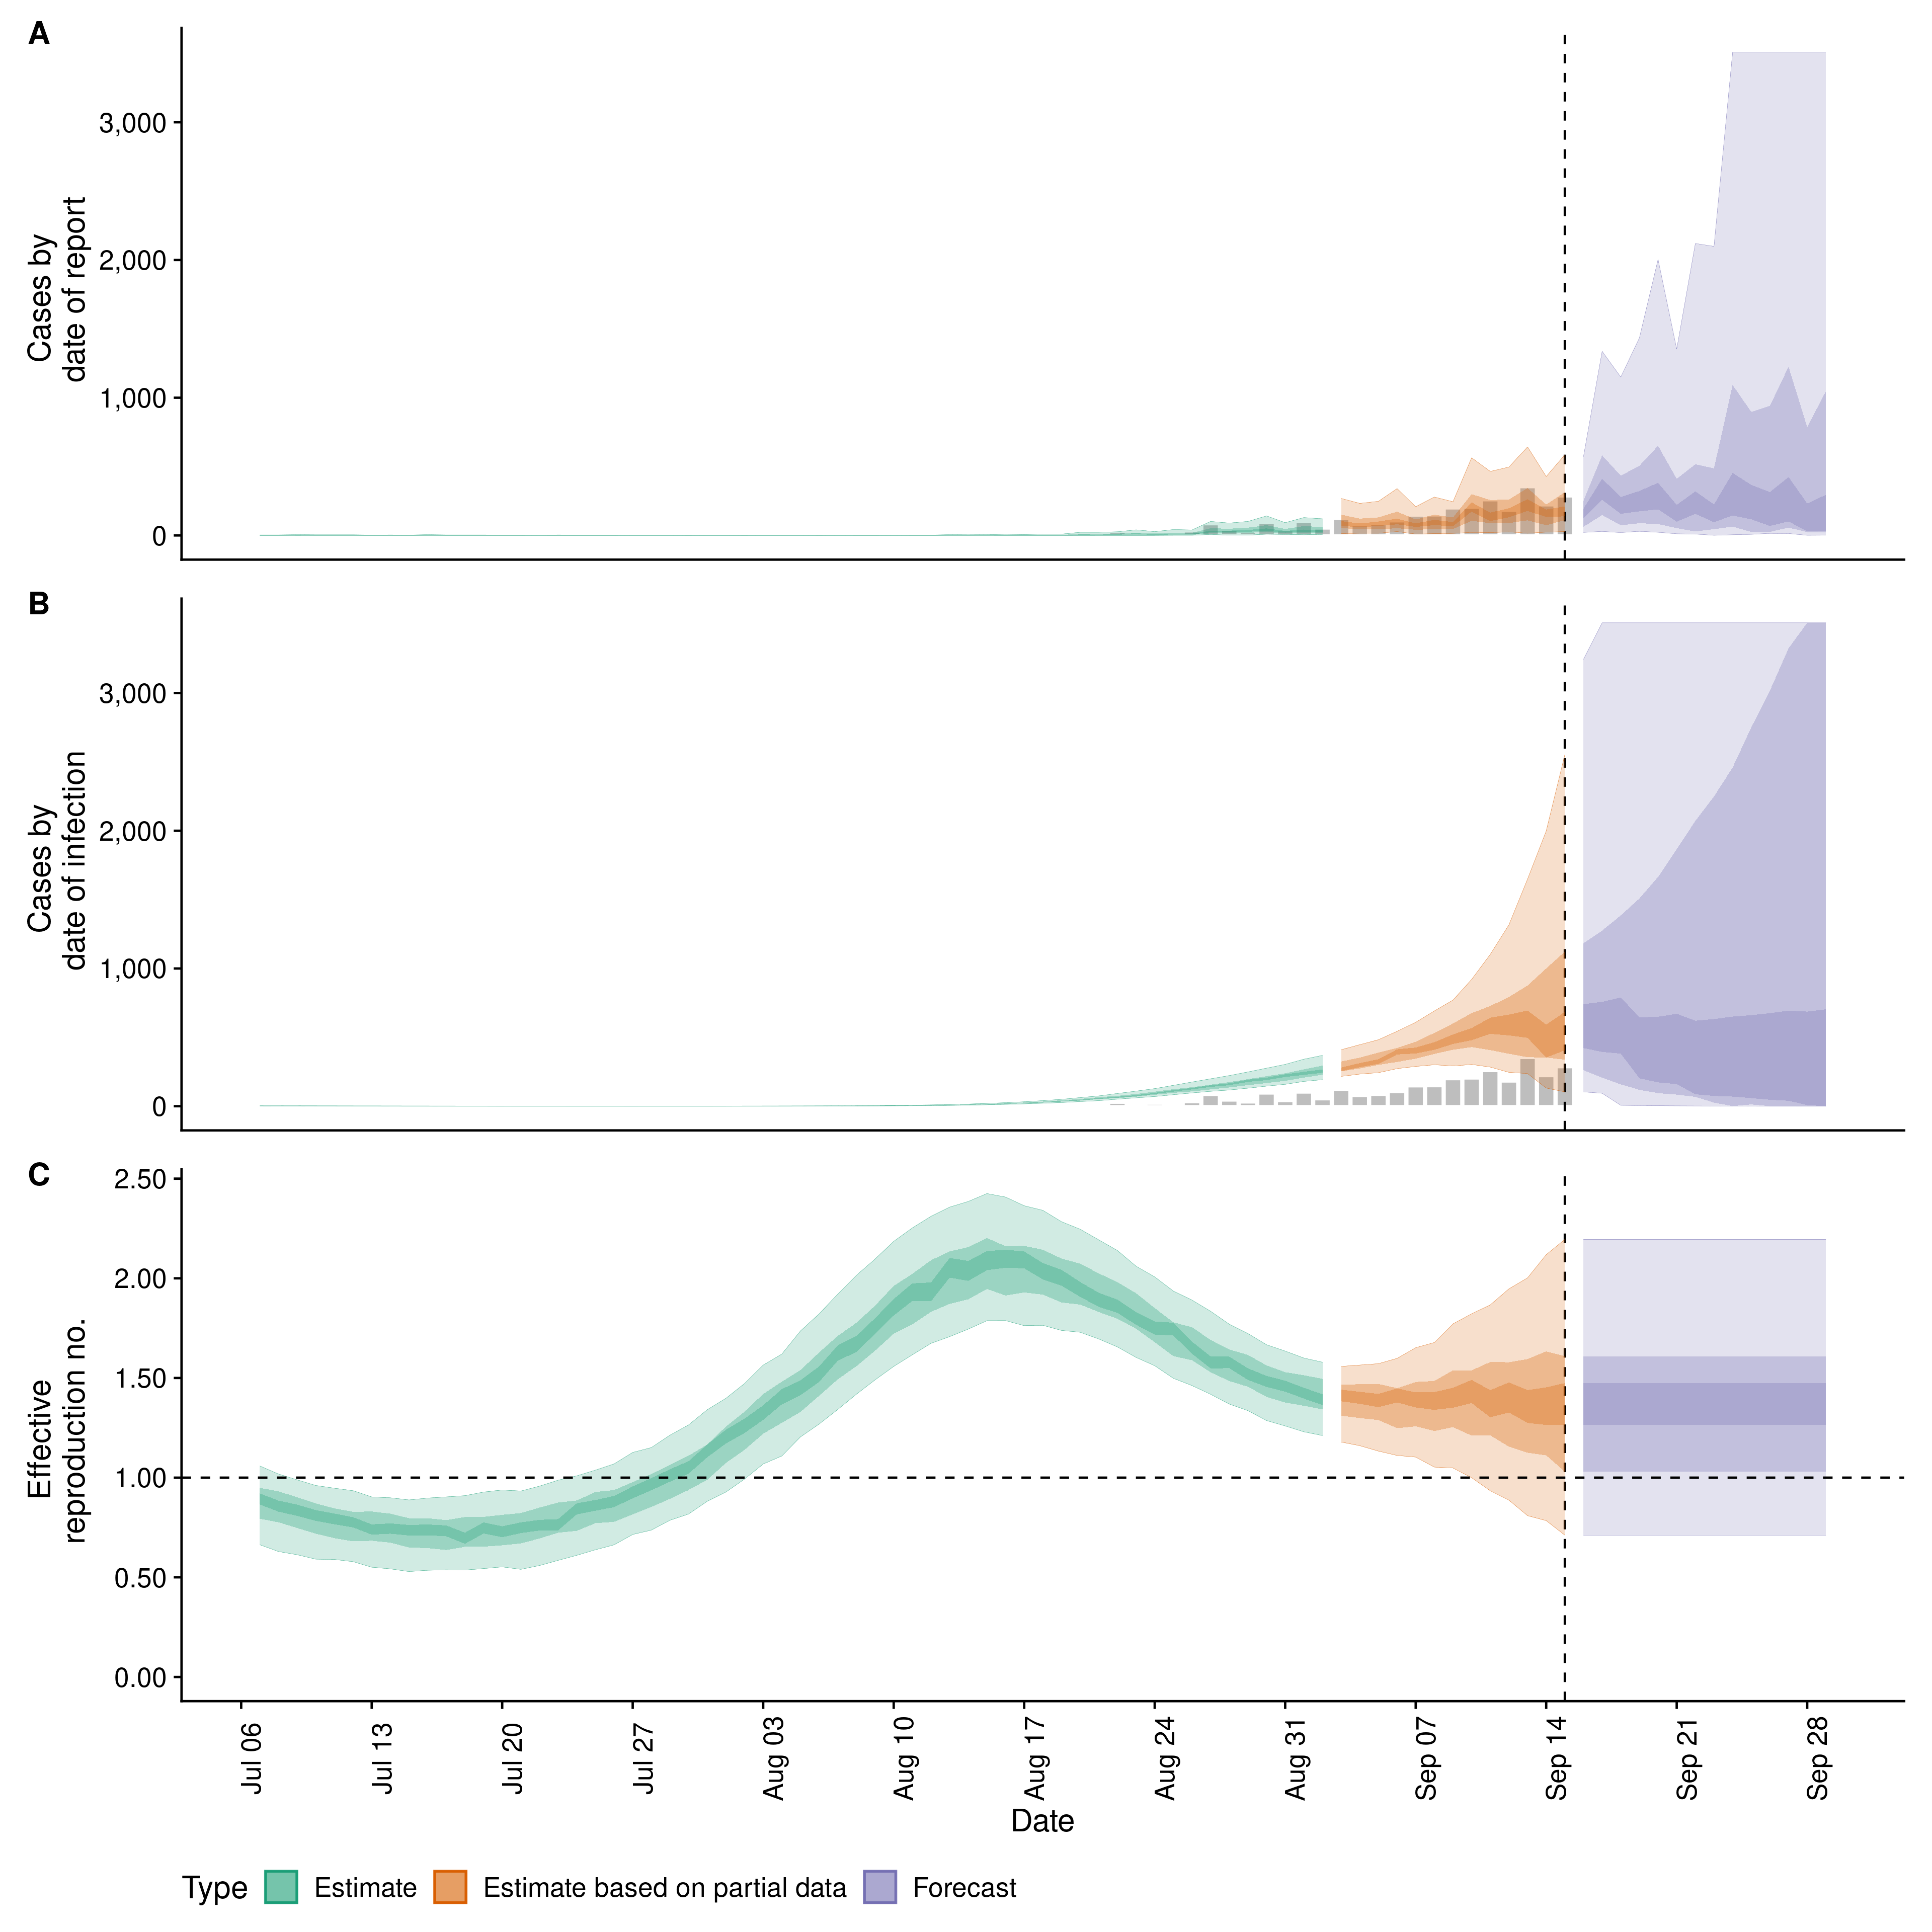 A
Cases by
date of report
3,000
2,000
1,000
0
B
Cases by
date of infection
3,000
2,000
1,000
0
C
Effective
reproduction no.
2.50
2.00
1.50
1.00
0.50
0.00
Jul 06
Jul 13
Jul 20
Jul 27
Aug 03
Aug 10
Aug 17
Aug 24
Aug 31
Sep 07
Sep 14
Sep 21
Sep 28
Date
Type Estimate Estimate based on partial data Forecast